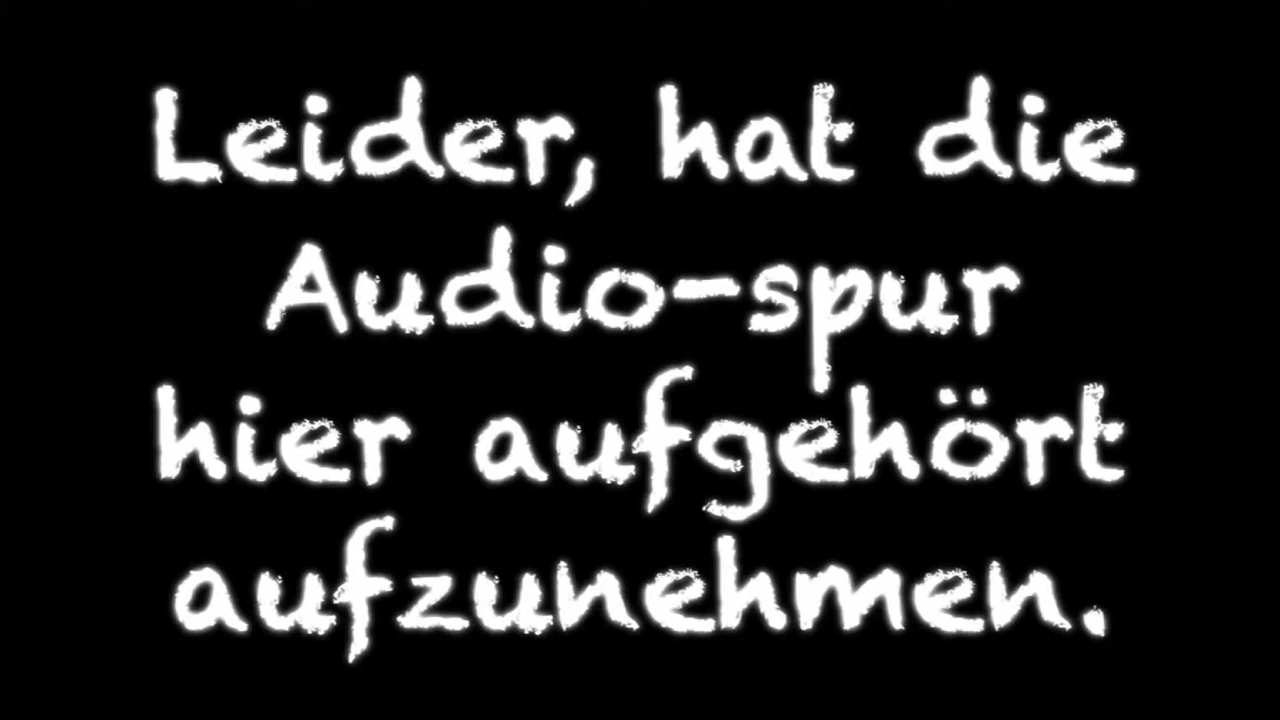 Leider, hat die
Audio-spur
hier aufgehört
aufzunehmen.